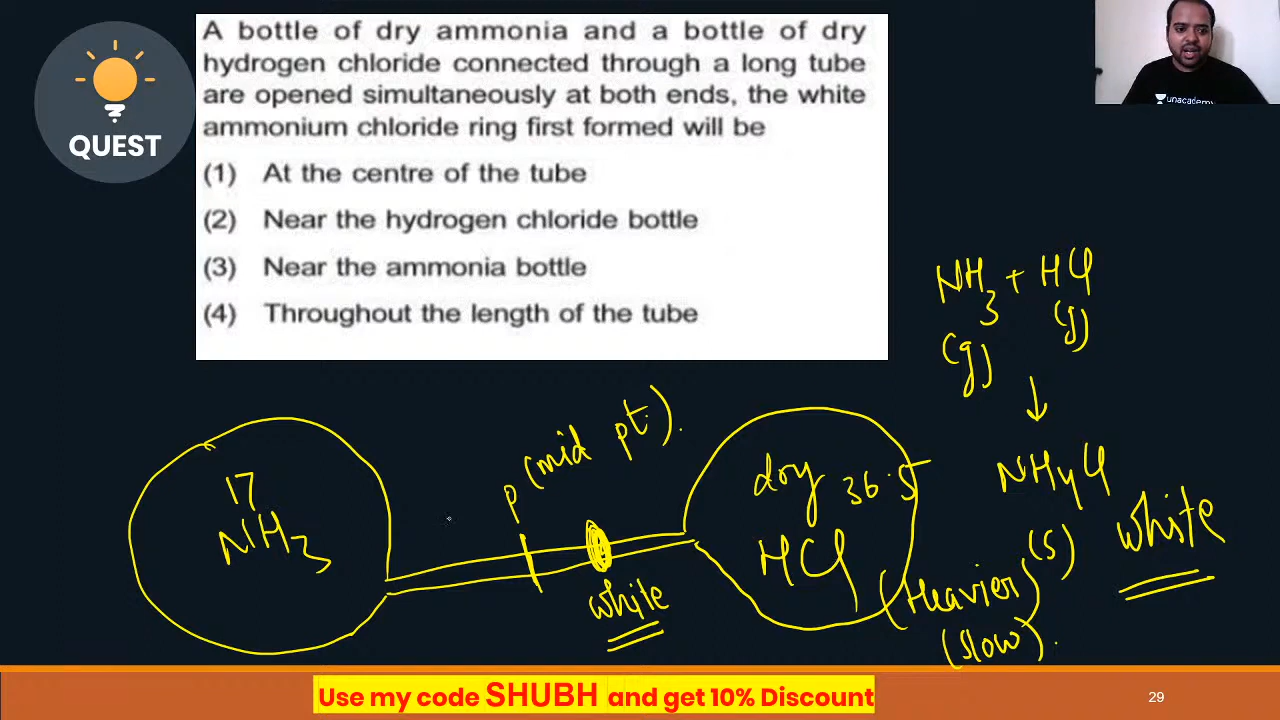 QUEST
A bottle of dry ammonia and a bottle of dry
hydrogen chloride connected through a long tube
are opened simultaneously at both ends, the white
ammonium chloride ring first formed will be
(1) At the centre of the tube
(2) Near the hydrogen chloride bottle
(3) Near the ammonia bottle
(4) Throughout the length of the tube
unacademy
NH3 + HCl
(g) (g)
↓
NH4Cl
(s)
white
17
NH3
P (mid pt.)
white
dry 36.5
HCl
(Heavier)
(slow).
Use my code SHUBH and get 10% Discount
29